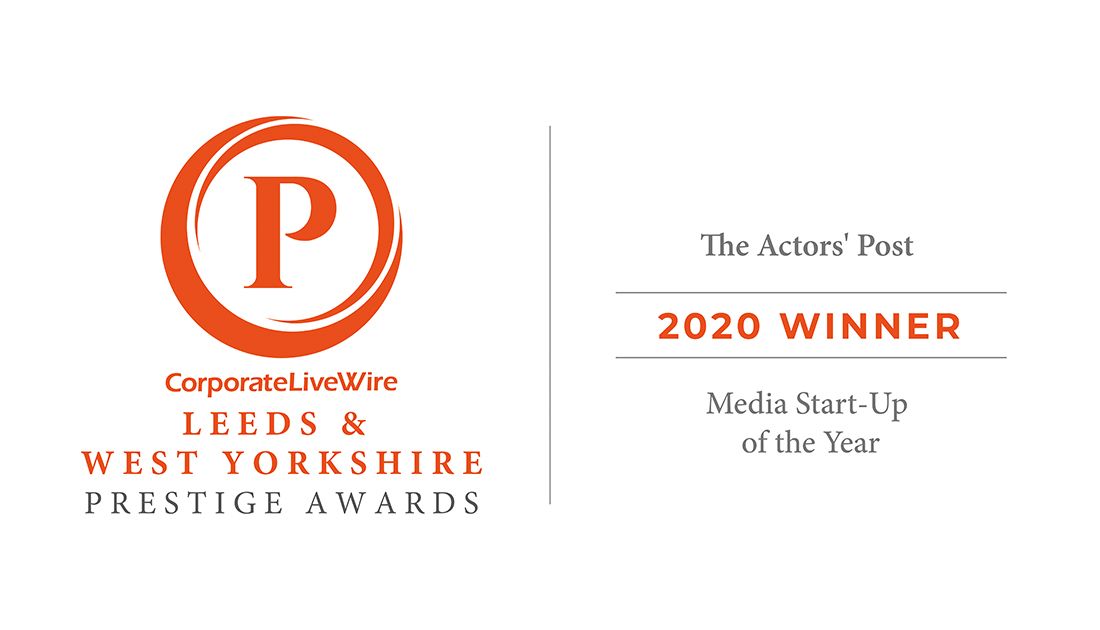 P
CorporateLiveWire
LEEDS &
WEST YORKSHIRE
PRESTIGE AWARDS
The Actors' Post
2020 WINNER
Media Start-Up
of the Year